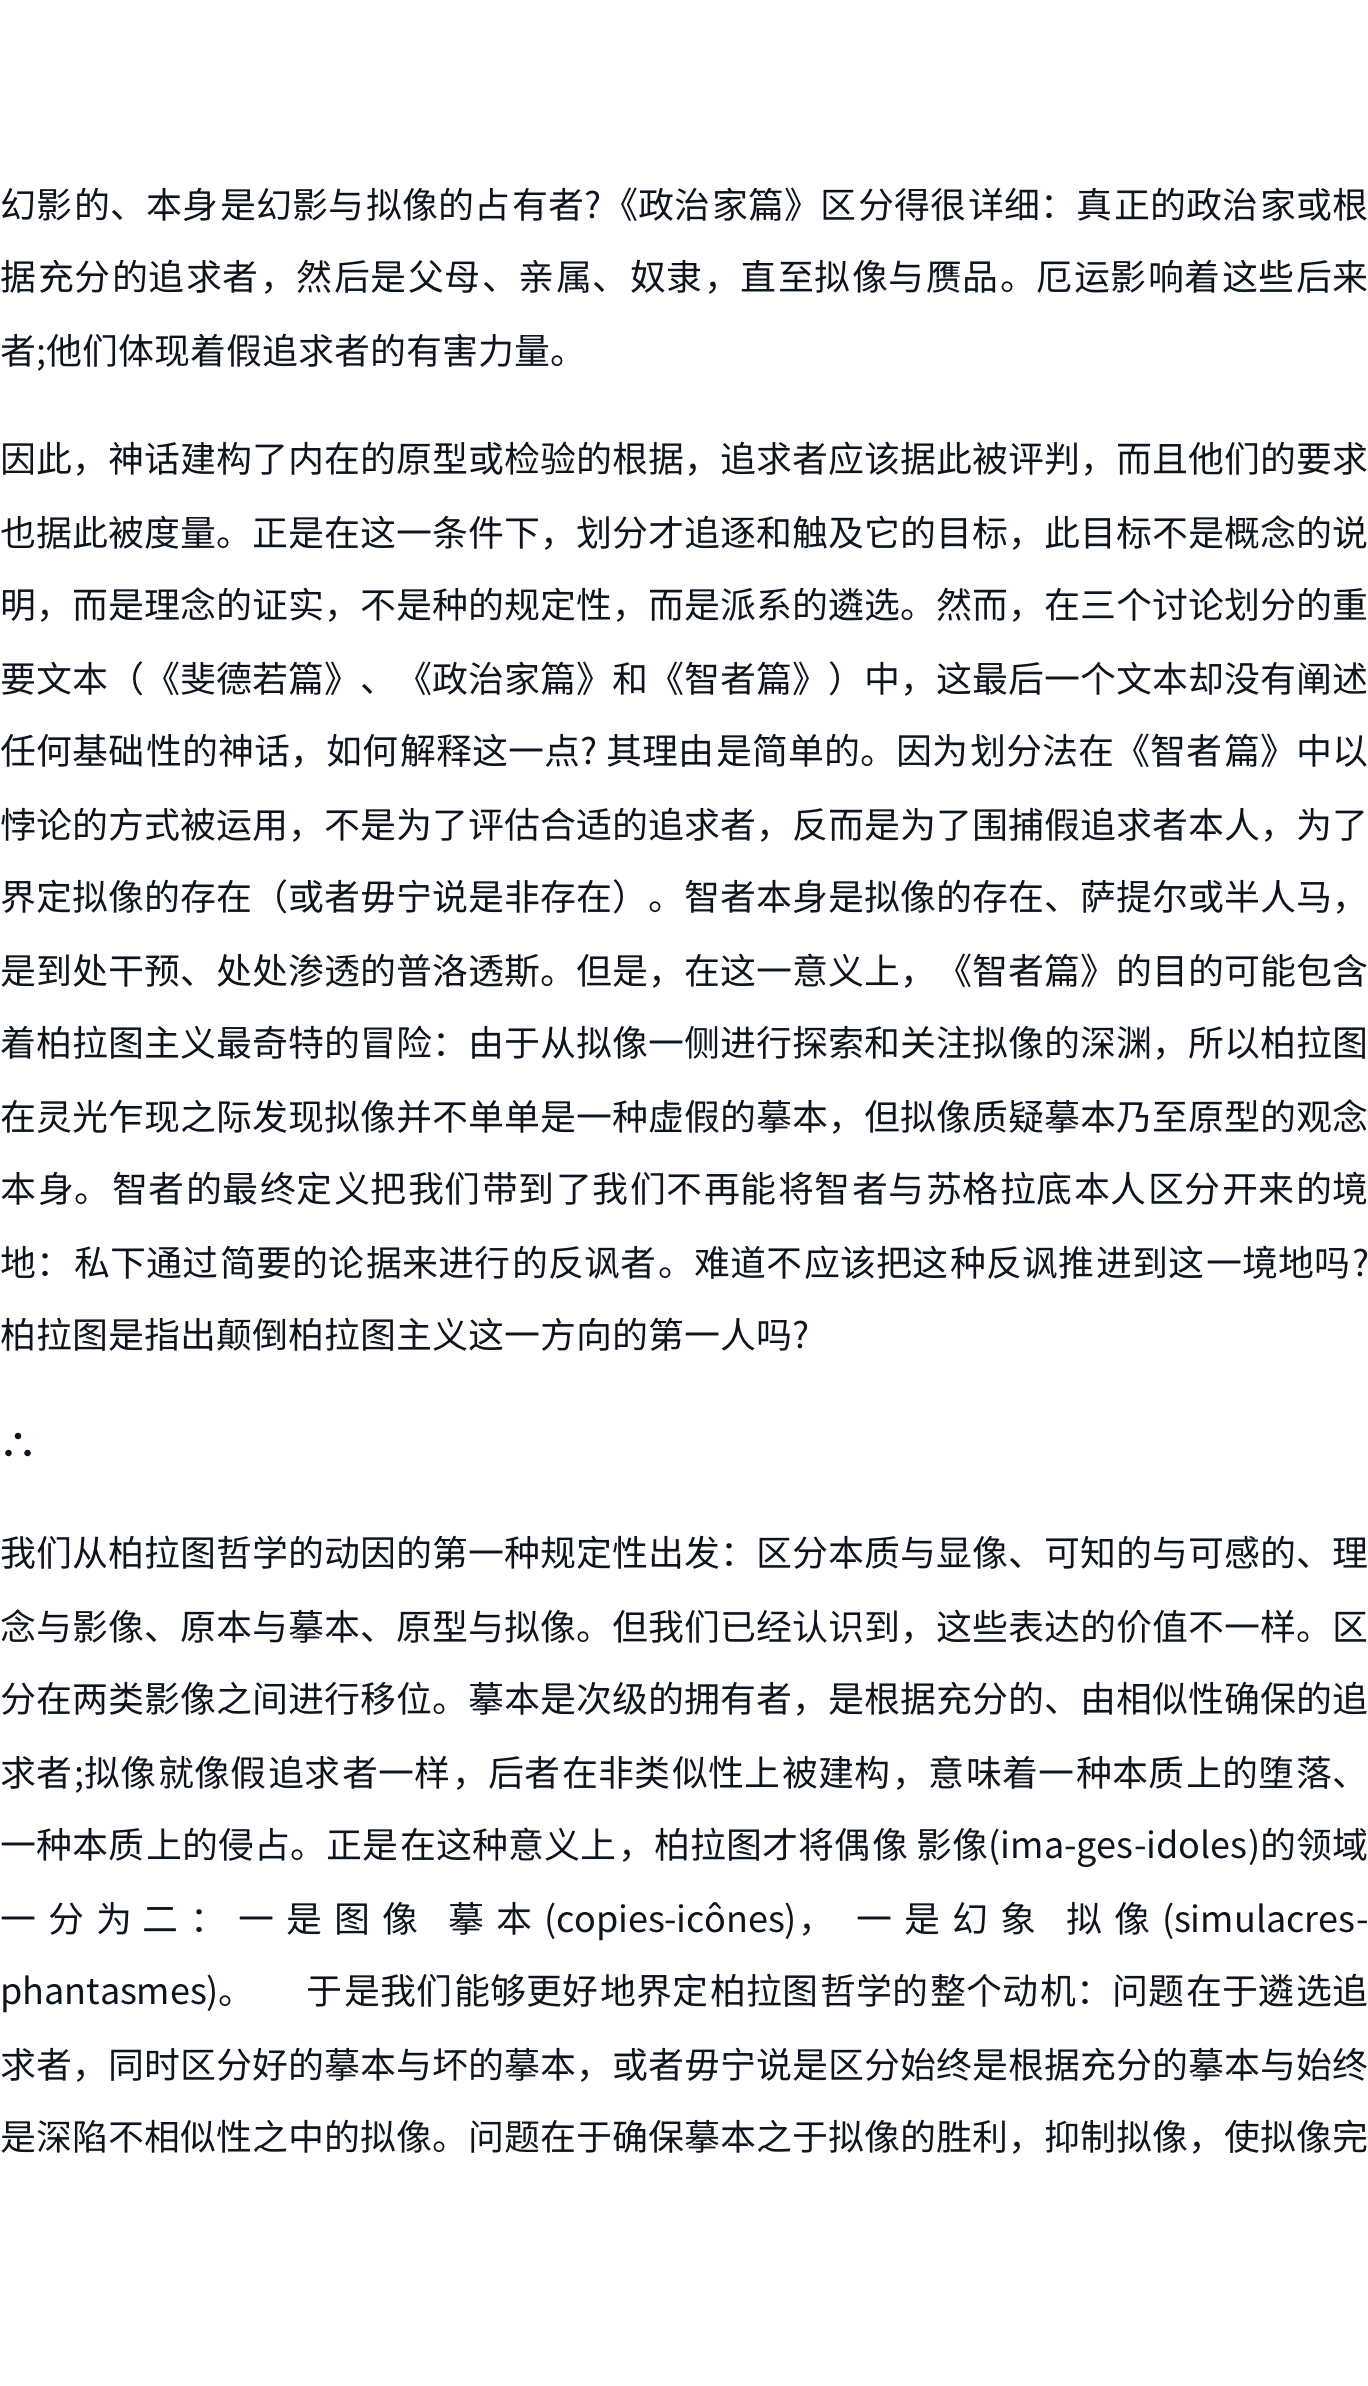 幻影的、本身是幻影与拟像的占有者?《政治家篇》区分得很详细：真正的政治家或根
据充分的追求者，然后是父母、亲属、奴隶，直至拟像与赝品。厄运影响着这些后来
者;他们体现着假追求者的有害力量。
因此，神话建构了内在的原型或检验的根据，追求者应该据此被评判，而且他们的要求
也据此被度量。正是在这一条件下，划分才追逐和触及它的目标，此目标不是概念的说
明，而是理念的证实，不是种的规定性，而是派系的遴选。然而，在三个讨论划分的重
要文本（《斐德若篇》、《政治家篇》和《智者篇》）中，这最后一个文本却没有阐述
任何基础性的神话，如何解释这一点? 其理由是简单的。因为划分法在《智者篇》中以
悖论的方式被运用，不是为了评估合适的追求者，反而是为了围捕假追求者本人，为了
界定拟像的存在（或者毋宁说是非存在）。智者本身是拟像的存在、萨提尔或半人马，
是到处干预、处处渗透的普洛透斯。但是，在这一意义上，《智者篇》的目的可能包含
着柏拉图主义最奇特的冒险：由于从拟像一侧进行探索和关注拟像的深渊，所以柏拉图
在灵光乍现之际发现拟像并不单单是一种虚假的摹本，但拟像质疑摹本乃至原型的观念
本身。智者的最终定义把我们带到了我们不再能将智者与苏格拉底本人区分开来的境
地：私下通过简要的论据来进行的反讽者。难道不应该把这种反讽推进到这一境地吗?
柏拉图是指出颠倒柏拉图主义这一方向的第一人吗?
∴
我们从柏拉图哲学的动因的第一种规定性出发：区分本质与显像、可知的与可感的、理
念与影像、原本与摹本、原型与拟像。但我们已经认识到，这些表达的价值不一样。区
分在两类影像之间进行移位。摹本是次级的拥有者，是根据充分的、由相似性确保的追
求者;拟像就像假追求者一样，后者在非类似性上被建构，意味着一种本质上的堕落、
一种本质上的侵占。正是在这种意义上，柏拉图才将偶像 影像(ima-ges-idoles)的领域
一分为二：一是图像 摹本(copies-icônes)，一是幻象 拟像(simulacres-
phantasmes)。 于是我们能够更好地界定柏拉图哲学的整个动机：问题在于遴选追
求者，同时区分好的摹本与坏的摹本，或者毋宁说是区分始终是根据充分的摹本与始终
是深陷不相似性之中的拟像。问题在于确保摹本之于拟像的胜利，抑制拟像，使拟像完